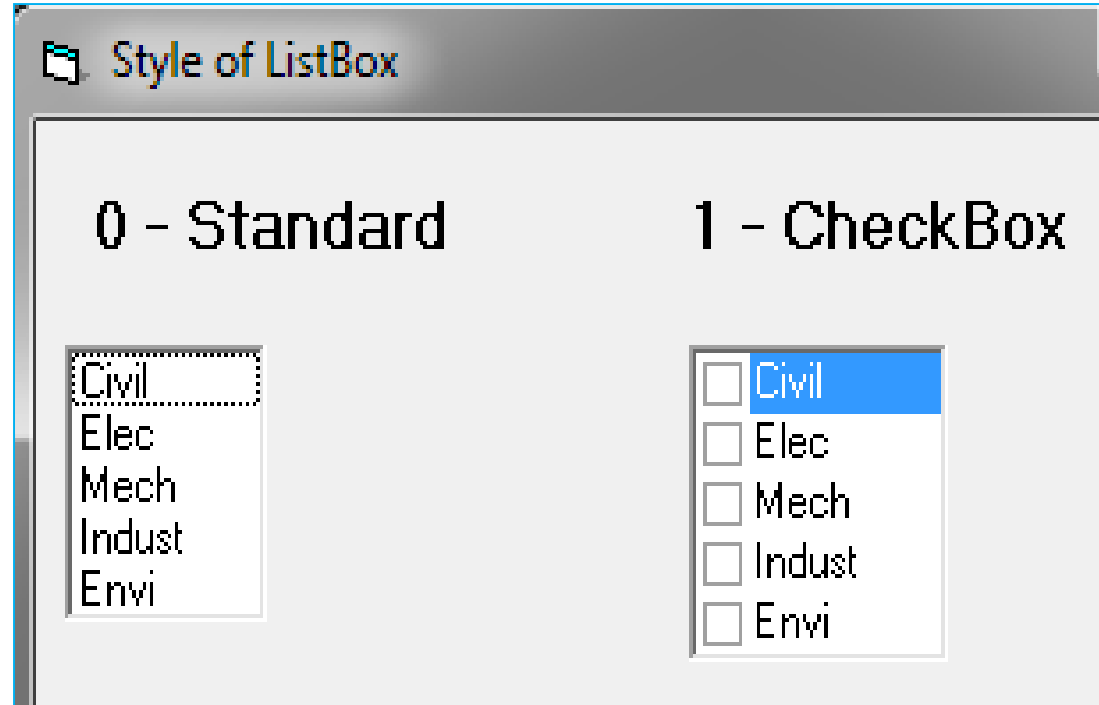 Style of ListBox
0 - Standard
1 - CheckBox
Civil
Elec
Mech
Indust
Envi
Civil
Elec
Mech
Indust
Envi